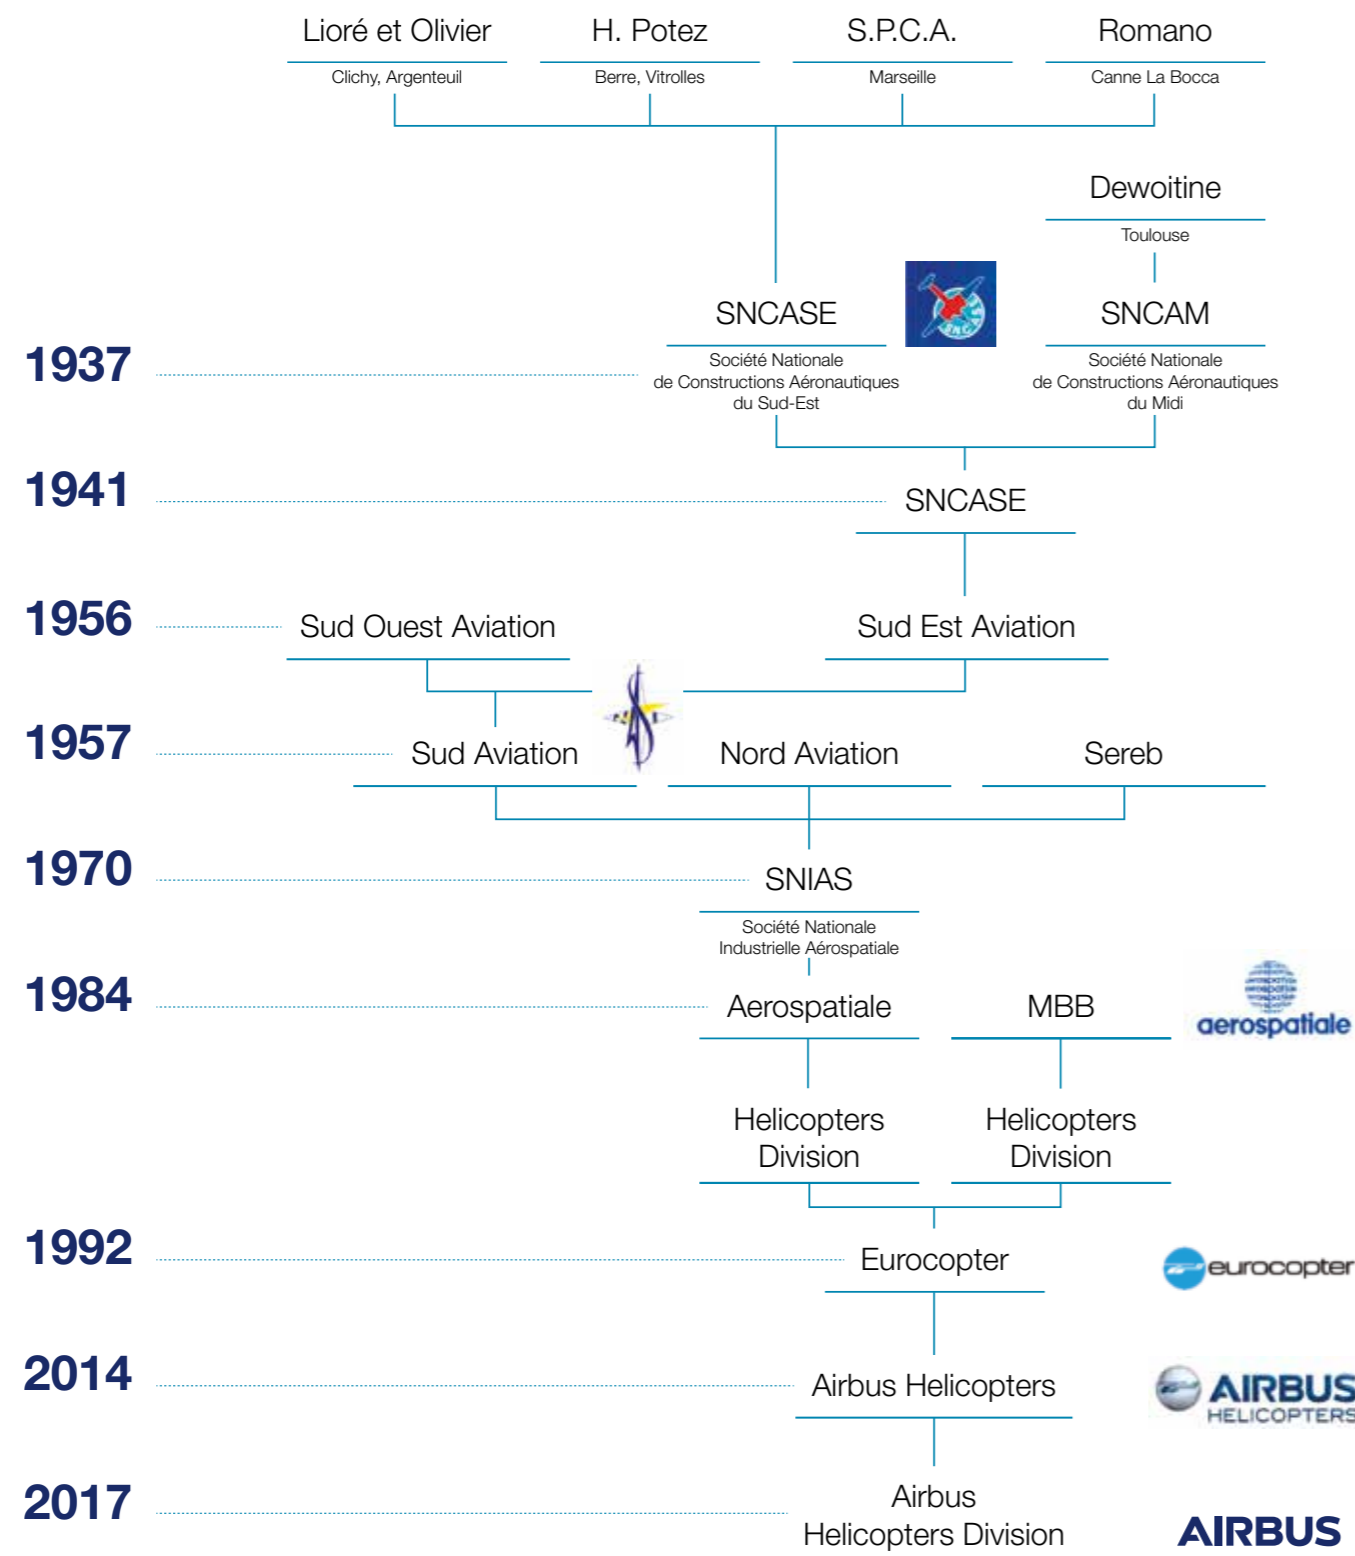 Lioré et Olivier
H. Potez
S.P.C.A.
Romano
Clichy, Argenteuil
Berre, Vitrolles
Marseille
Canne La Bocca
Dewoitine
Toulouse
SNCASE
SNCAM
1937
Société Nationale
de Constructions Aéronautiques
du Sud-Est
Société Nationale
de Constructions Aéronautiques
du Midi
1941
SNCASE
1956
Sud Ouest Aviation
Sud Est Aviation
1957
Sud Aviation
Nord Aviation
Sereb
1970
SNIAS
Société Nationale
Industrielle Aérospatiale
1984
Aerospatiale
MBB
aerospatiale
Helicopters
Division
Helicopters
Division
1992
Eurocopter
eurocopter
2014
Airbus Helicopters
AIRBUS
HELICOPTERS
2017
Airbus
Helicopters Division
AIRBUS